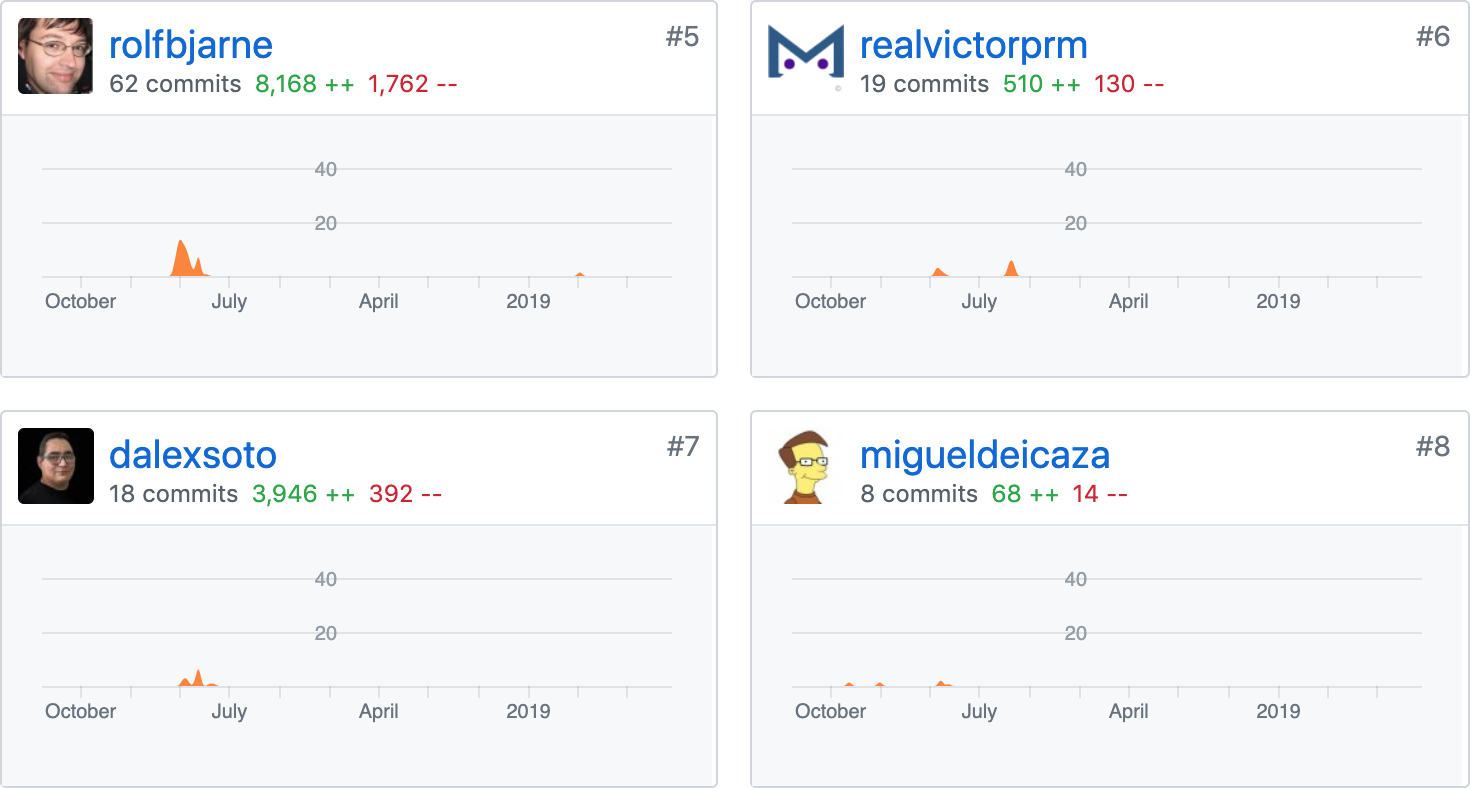 rolfbjarne #5
62 commits 8,168 ++ 1,762 --
40
20
October July April 2019
realvictorprm #6
19 commits 510 ++ 130 --
40
20
October July April 2019
dalexsoto #7
18 commits 3,946 ++ 392 --
40
20
October July April 2019
migueldeicaza #8
8 commits 68 ++ 14 --
40
20
October July April 2019